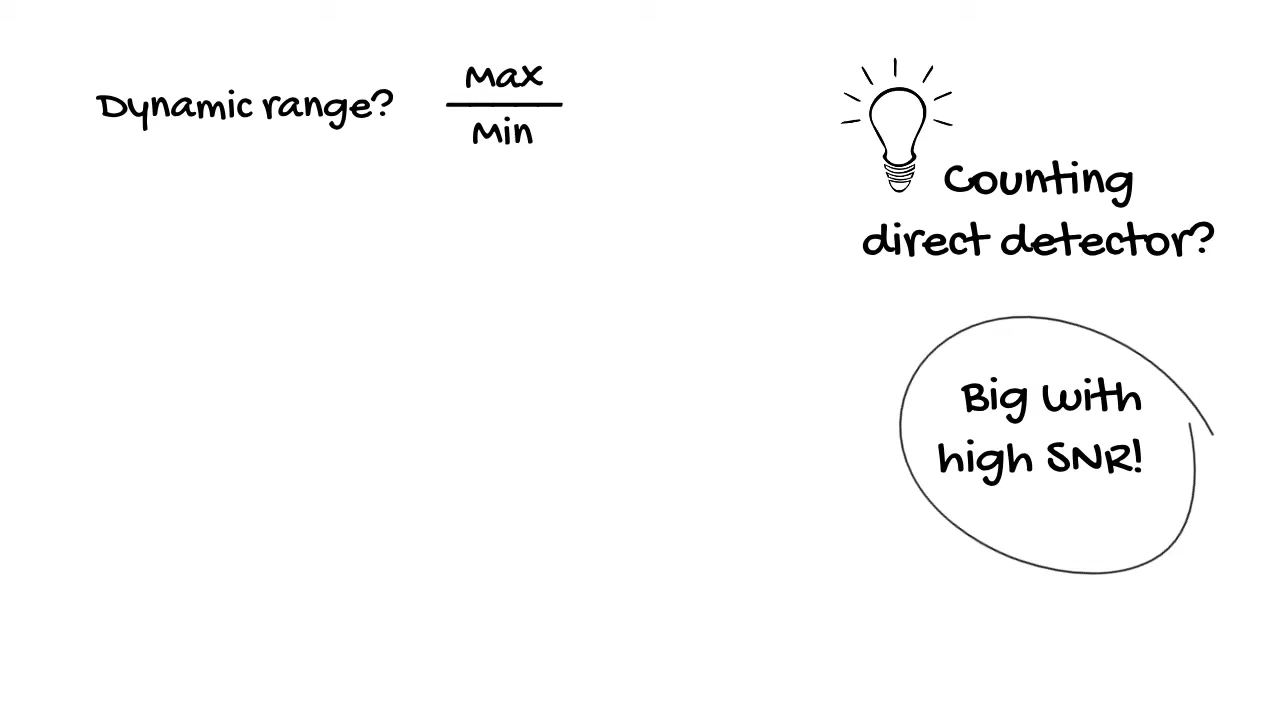 Dynamic range?
Max
Min
Counting
direct detector?
Big with
high SNR!